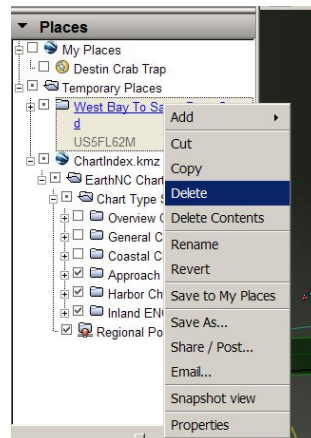 Places
My Places
Destin Crab Trap
Temporary Places
West Bay To Sa
d
US5FL62M
ChartIndex.kmz
EarthNC Chart
Chart Type S
Overview C
General C
Coastal C
Approach
Harbor Ch
Inland EN
Regional Po
Add
Cut
Copy
Delete
Delete Contents
Rename
Revert
Save to My Places
Save As...
Share / Post...
Email...
Snapshot view
Properties